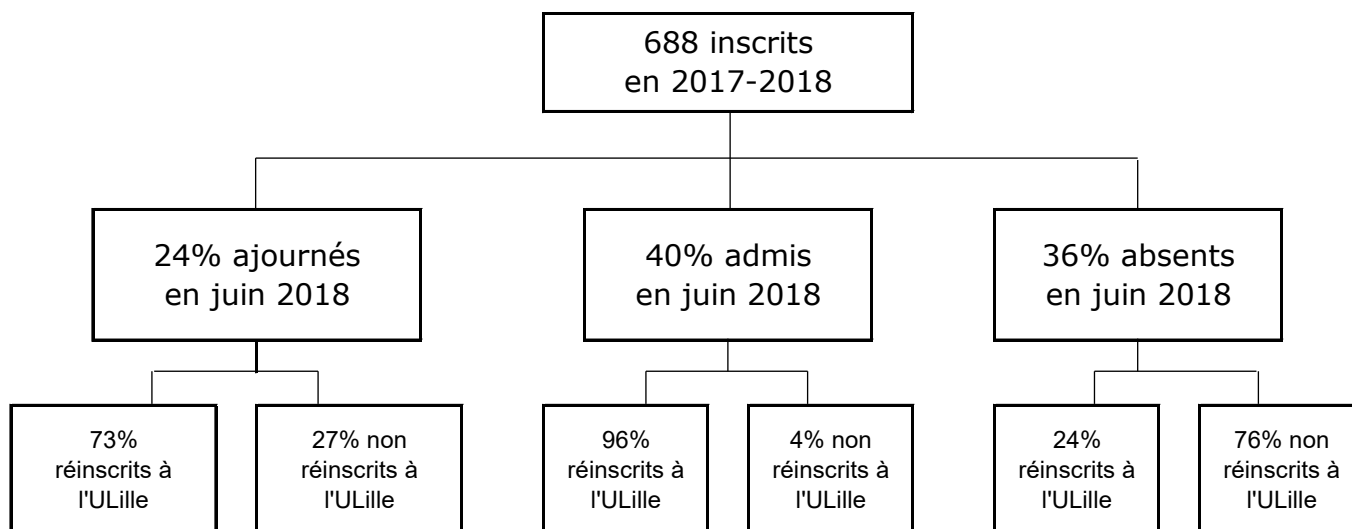 688 inscrits
en 2017-2018
24% ajournés
en juin 2018
40% admis
en juin 2018
36% absents
en juin 2018
73%
réinscrits à
l'ULille
27% non
réinscrits à
l'ULille
96%
réinscrits à
l'ULille
4% non
réinscrits à
l'ULille
24%
réinscrits à
l'ULille
76% non
réinscrits à
l'ULille